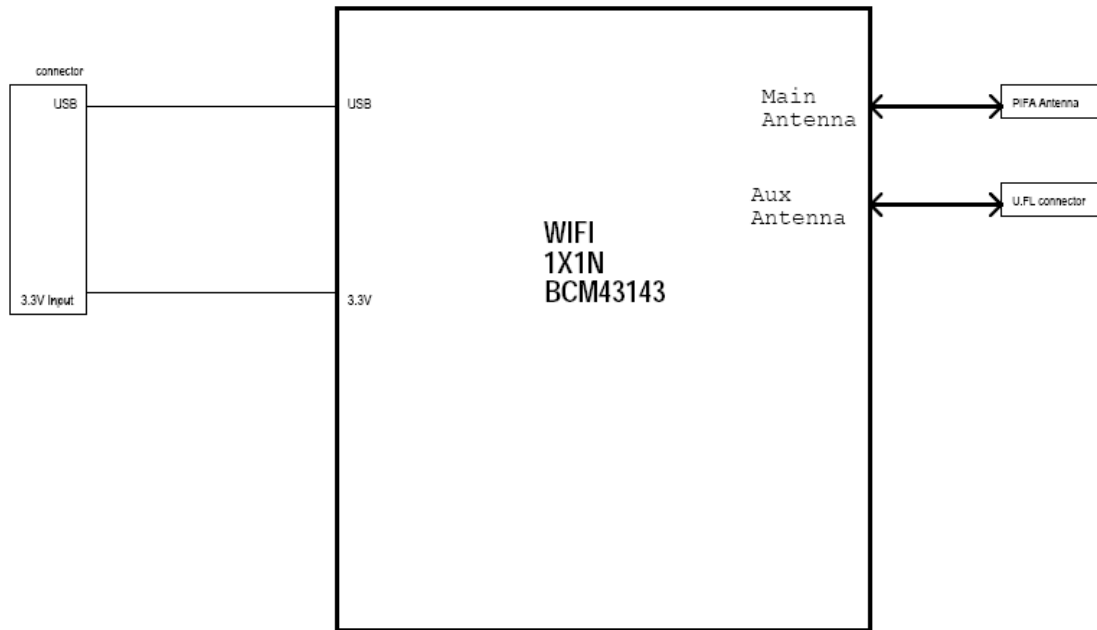 connector
USB
3.3V Input
USB
3.3V
WIFI
1X1N
BCM43143
Main
Antenna
Aux
Antenna
PIFA Antenna
U.FL connector